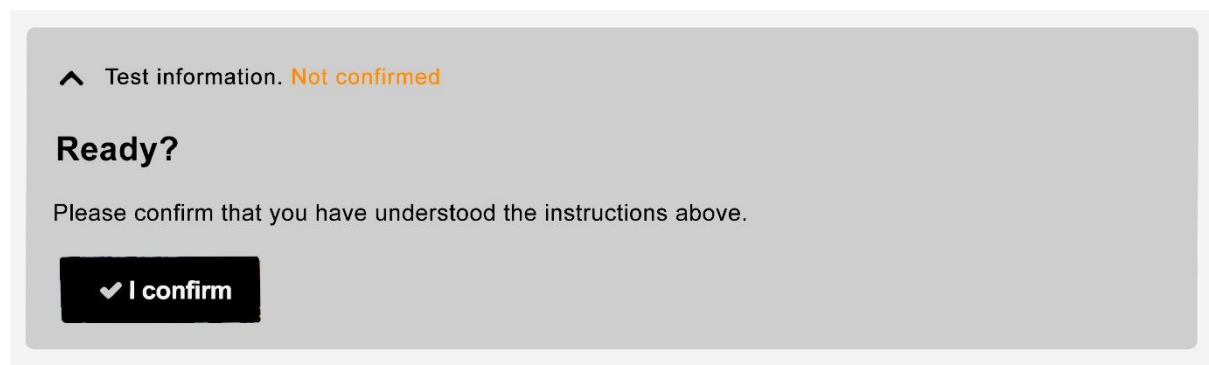 Test information. Not confirmed
Ready?
Please confirm that you have understood the instructions above.
I confirm